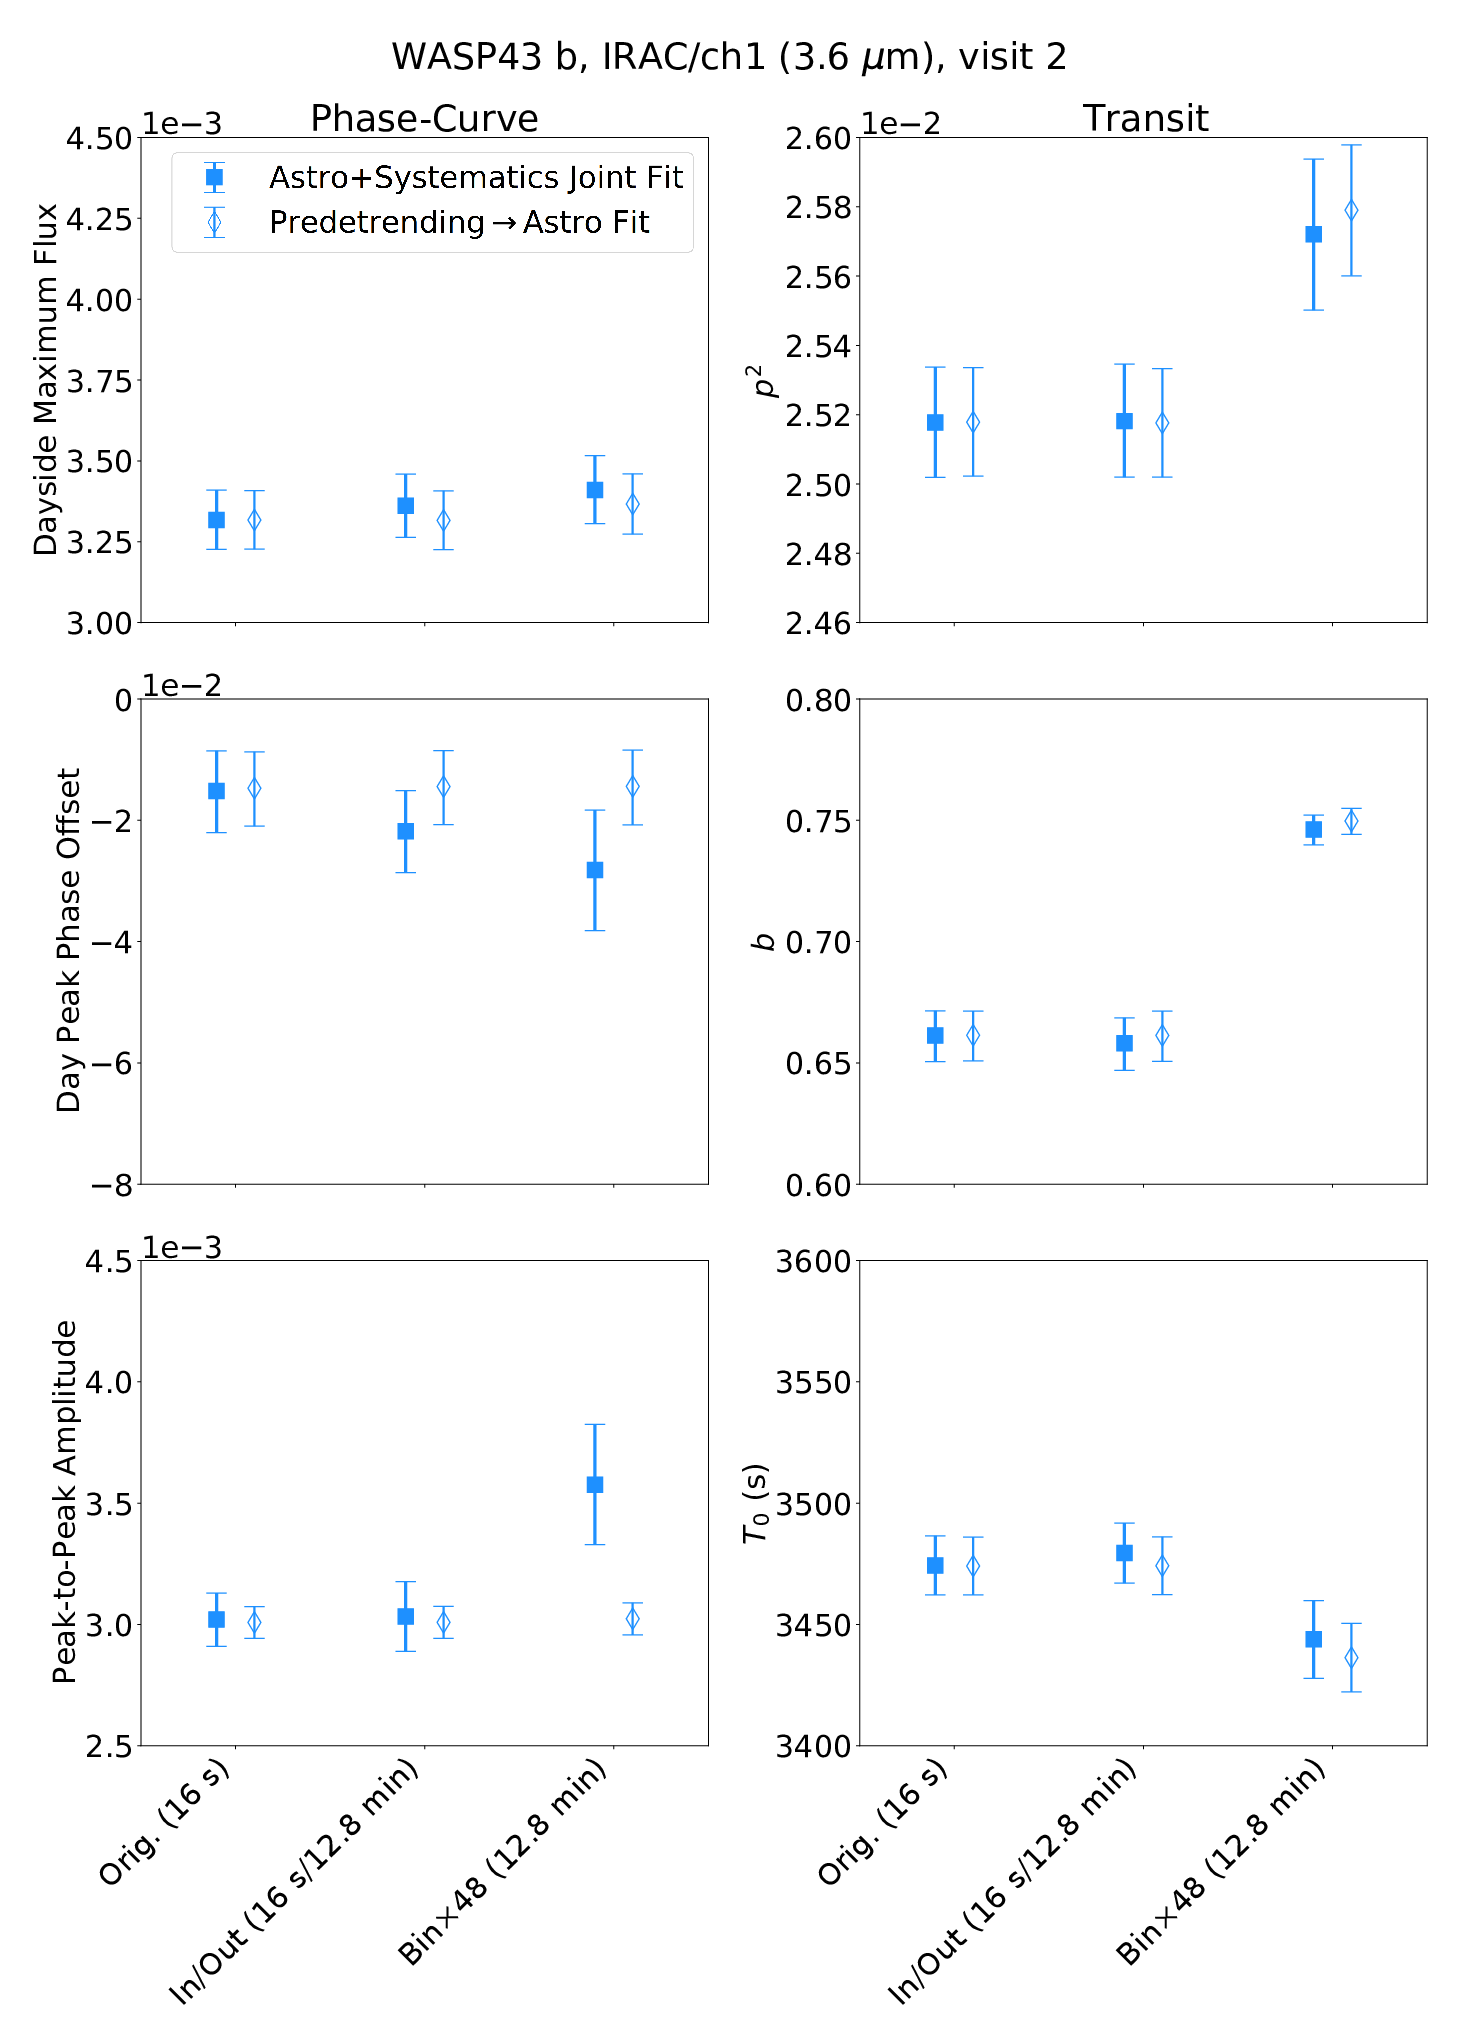 WASP43 b, IRAC/ch1 (3.6 μm), visit 2
Phase-Curve
1e−3
4.50
4.25
4.00
3.75
3.50
3.25
3.00
Dayside Maximum Flux
Astro+Systematics Joint Fit
Predetrending→Astro Fit
Transit
1e−2
2.60
2.58
2.56
2.54
2.52
2.50
2.48
2.46
p²
1e−2
0
−2
−4
−6
−8
Day Peak Phase Offset
0.80
0.75
0.70
0.65
0.60
b
1e−3
4.5
4.0
3.5
3.0
2.5
Peak-to-Peak Amplitude
3600
3550
3500
3450
3400
T₀ (s)
Orig. (16 s)
In/Out (16 s/12.8 min)
Bin×48 (12.8 min)
Orig. (16 s)
In/Out (16 s/12.8 min)
Bin×48 (12.8 min)